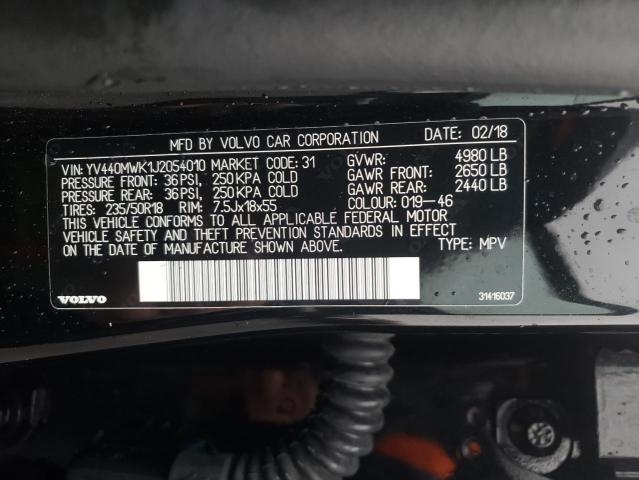 MFD BY VOLVO CAR CORPORATION DATE: 02/18
VIN: YV440MWK1J2054010 MARKET CODE: 31 GVWR: 4980 LB
PRESSURE FRONT: 36PSI, 250KPA COLD GAWR FRONT: 2650 LB
PRESSURE REAR: 36PSI, 250KPA COLD GAWR REAR: 2440 LB
TIRES: 235/50R18 RIM: 7.5Jx18x55 COLOUR: 019-46
THIS VEHICLE CONFORMS TO ALL APPLICABLE FEDERAL MOTOR
VEHICLE SAFETY AND THEFT PREVENTION STANDARDS IN EFFECT
ON THE DATE OF MANUFACTURE SHOWN ABOVE. TYPE: MPV
VOLVO 31416037